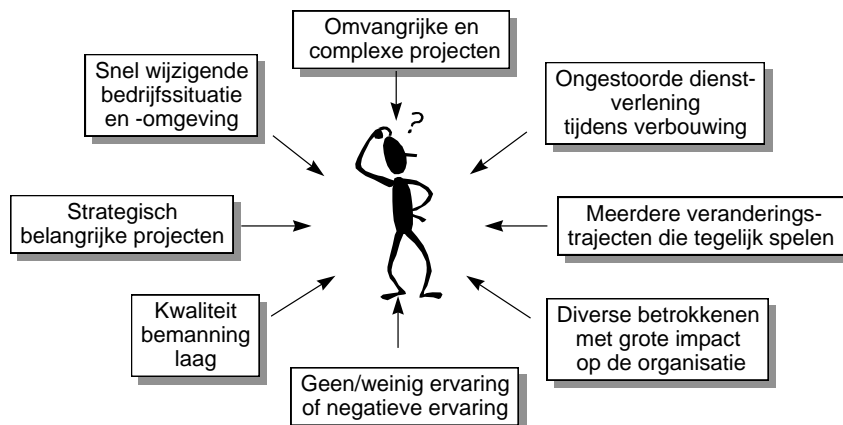 Omvangrijke en
complexe projecten
Snel wijzigende
bedrijfssituatie
en -omgeving
Ongestoorde dienst-
verlening
tijdens verbouwing
?
Strategisch
belangrijke projecten
Meerdere veranderings-
trajecten die tegelijk spelen
Kwaliteit
bemanning
laag
Diverse betrokkenen
met grote impact
op de organisatie
Geen/weinig ervaring
of negatieve ervaring